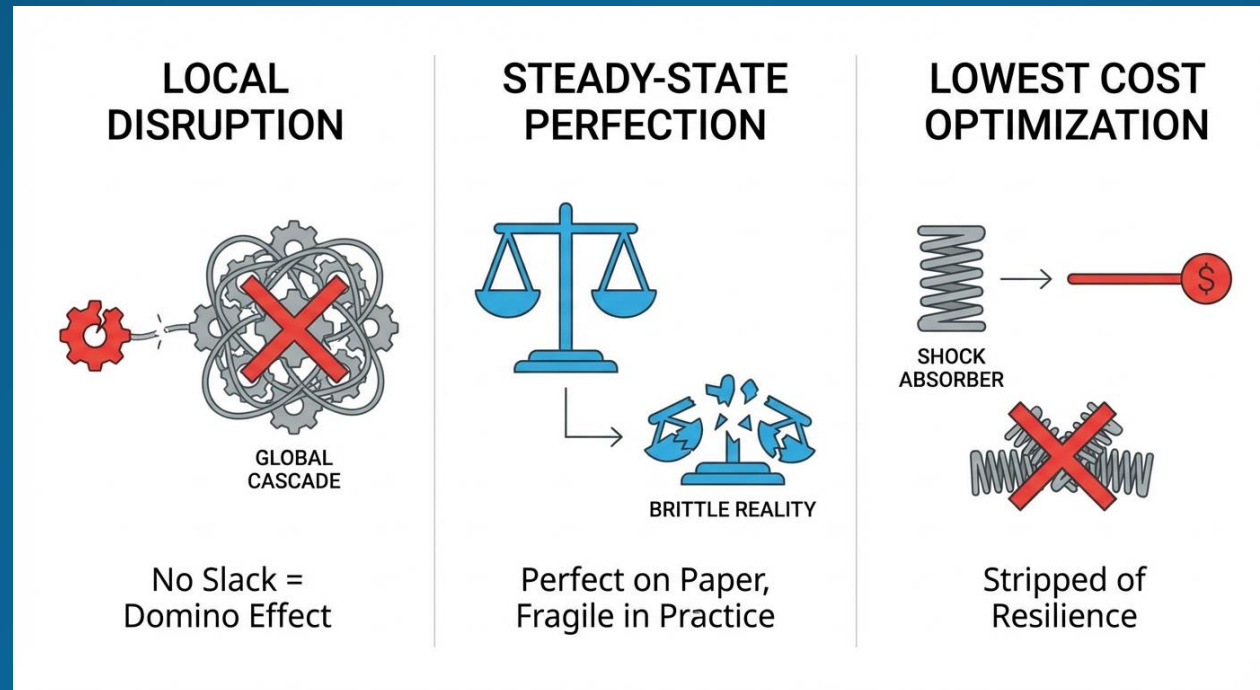 LOCAL
DISRUPTION
GLOBAL
CASCADE
No Slack =
Domino Effect
STEADY-STATE
PERFECTION
BRITTLE REALITY
Perfect on Paper,
Fragile in Practice
LOWEST COST
OPTIMIZATION
$
SHOCK
ABSORBER
Stripped of
Resilience